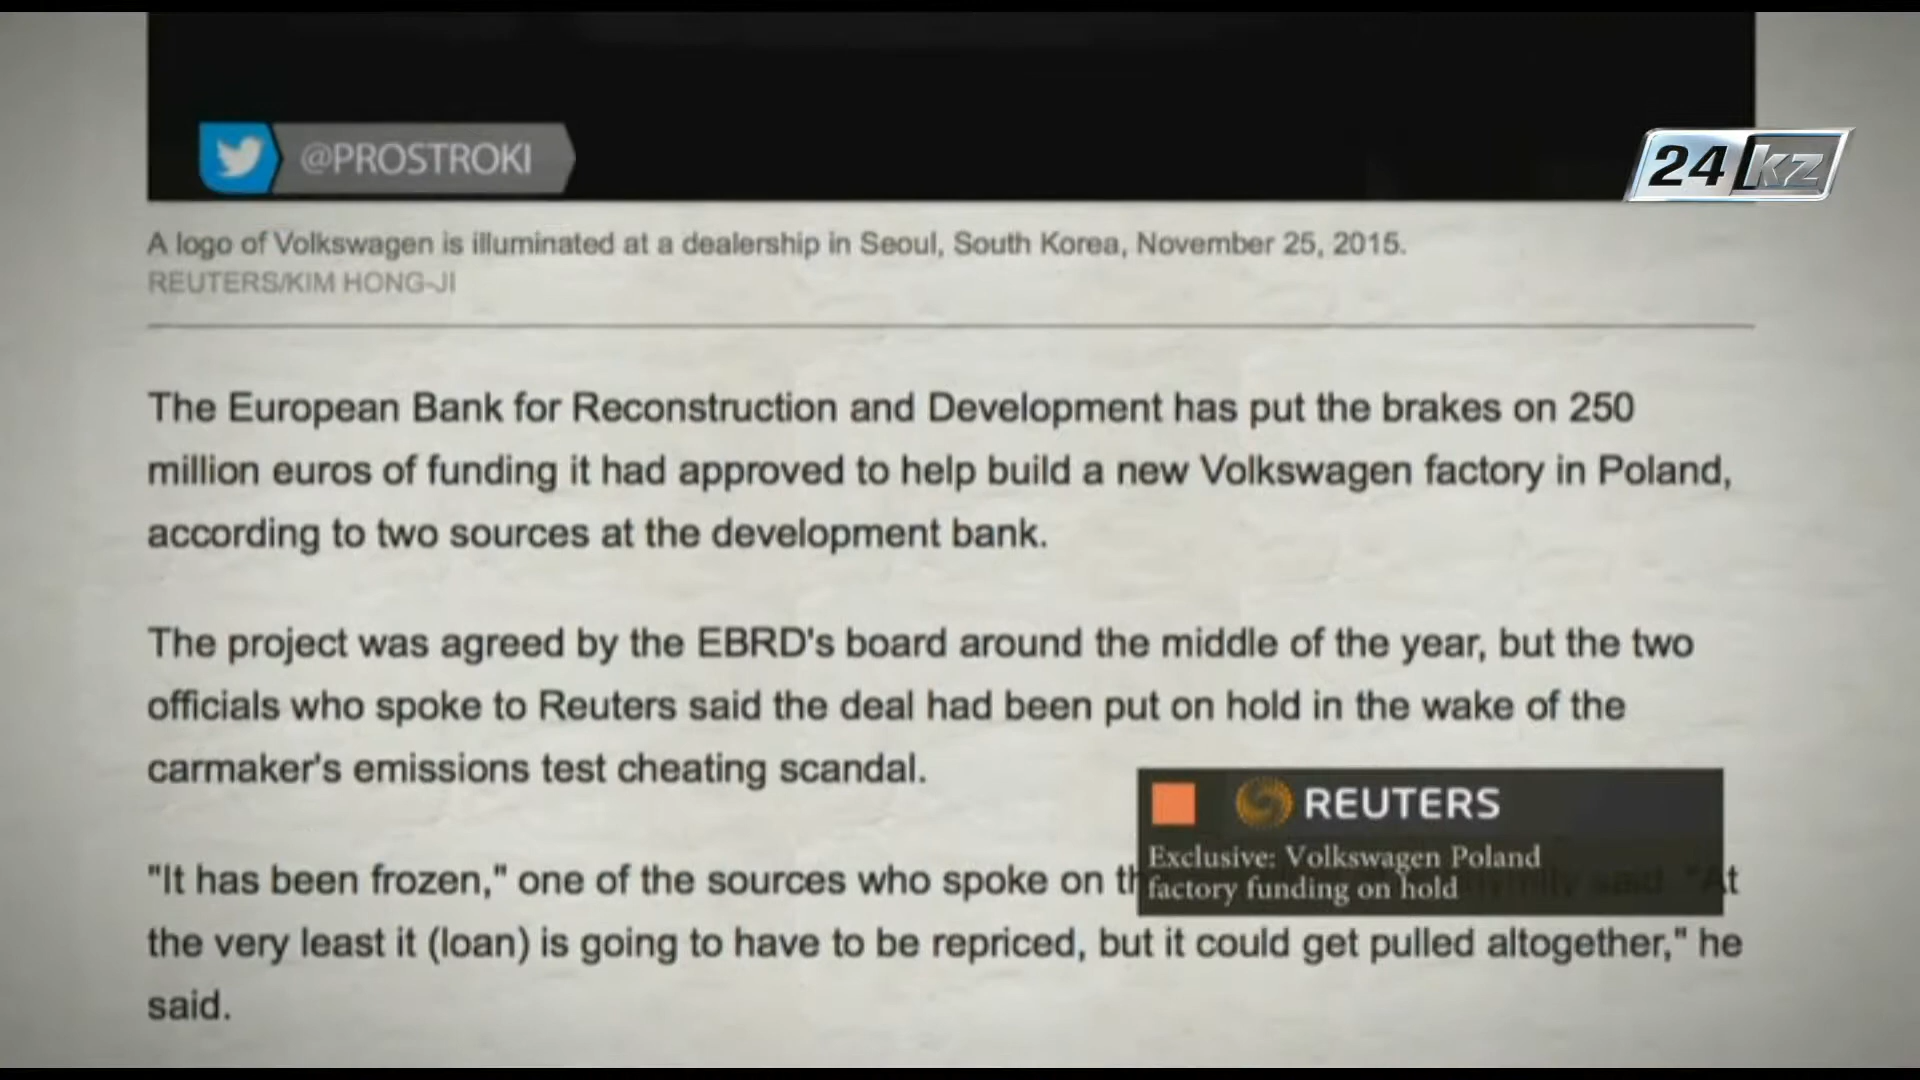 @PROSTROKI
24 kz
A logo of Volkswagen is illuminated at a dealership in Seoul, South Korea, November 25, 2015.
REUTERS/KIM HONG-JI
The European Bank for Reconstruction and Development has put the brakes on 250
million euros of funding it had approved to help build a new Volkswagen factory in Poland,
according to two sources at the development bank.
The project was agreed by the EBRD's board around the middle of the year, but the two
officials who spoke to Reuters said the deal had been put on hold in the wake of the
carmaker's emissions test cheating scandal.
REUTERS
Exclusive: Volkswagen Poland
factory funding on hold
"It has been frozen," one of the sources who spoke on said. "At
the very least it (loan) is going to have to be repriced, but it could get pulled altogether," he
said.